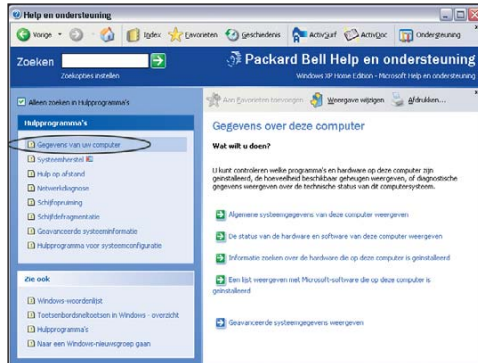 Help en ondersteuning
Vorige
Index
Favorieten
Geschiedenis
ActivSurf
ActivDoc
Ondersteuning
Zoeken
Zoekopties instellen
Packard Bell Help en ondersteuning
Windows XP Home Edition - Microsoft Help en ondersteuning
Alleen zoeken in Hulpprogramma's
Aan Favorieten toevoegen
Weergave wijzigen
Afdrukken...
Hulpprogramma's
Gegevens van uw computer
Systeemherstel
Hulp op afstand
Netwerkdiagnose
Schijfopruiming
Schijfdefragmentatie
Geavanceerde systeeminformatie
Hulpprogramma voor systeemconfiguratie
Zie ook
Windows-woordenlijst
Toetsenbordsneltoetsen in Windows - overzicht
Hulpprogramma's
Naar een Windows-nieuwsgroep gaan
Gegevens over deze computer
Wat wilt u doen?
U kunt controleren welke programma's en hardware op deze computer zijn
geïnstalleerd, de hoeveelheid beschikbaar geheugen weergeven, of diagnostische
gegevens weergeven over de technische status van dit computersysteem.
Algemene systeemgegevens van deze computer weergeven
De status van de hardware en software van deze computer weergeven
Informatie zoeken over de hardware die op deze computer is geïnstalleerd
Een lijst weergeven met Microsoft-software die op deze computer is
geïnstalleerd
Geavanceerde systeemgegevens weergeven